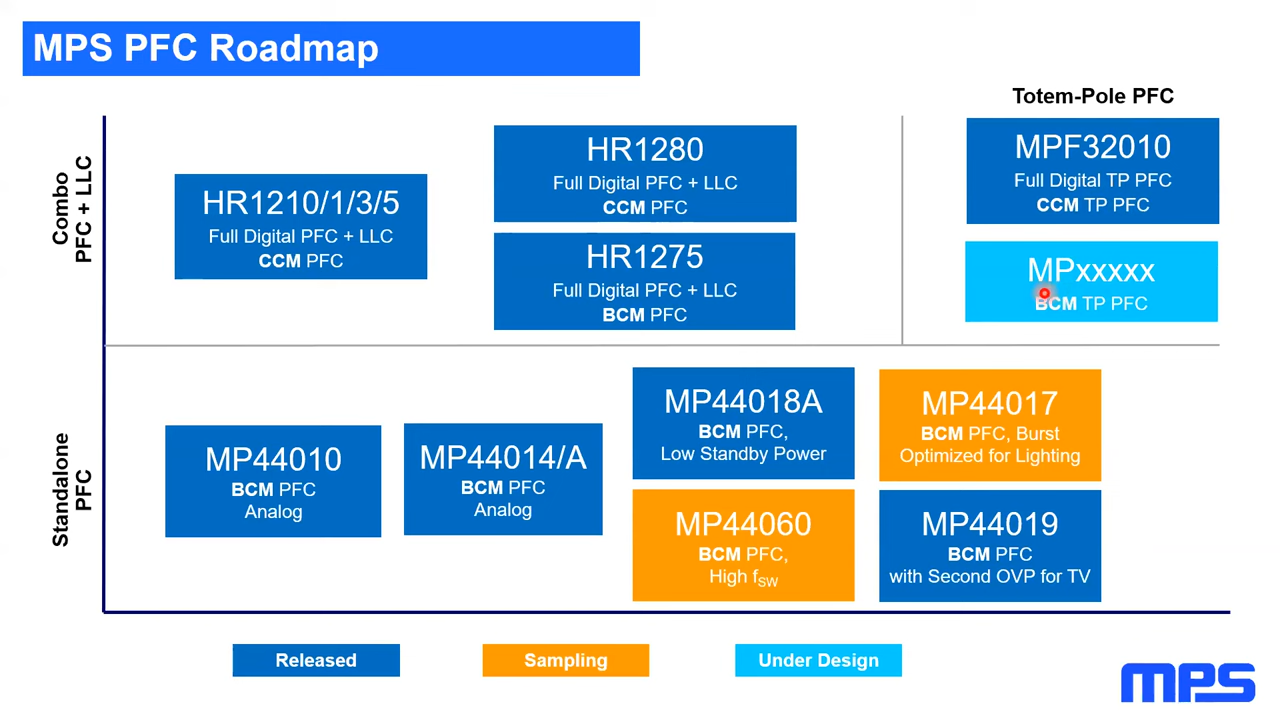 MPS PFC Roadmap
Totem-Pole PFC
Combo
PFC + LLC
HR1210/1/3/5
Full Digital PFC + LLC
CCM PFC
HR1280
Full Digital PFC + LLC
CCM PFC
HR1275
Full Digital PFC + LLC
BCM PFC
MPF32010
Full Digital TP PFC
CCM TP PFC
MPxxxxx
BCM TP PFC
Standalone
PFC
MP44010
BCM PFC
Analog
MP44014/A
BCM PFC
Analog
MP44018A
BCM PFC,
Low Standby Power
MP44060
BCM PFC,
High fSW
MP44017
BCM PFC, Burst
Optimized for Lighting
MP44019
BCM PFC
with Second OVP for TV
Released
Sampling
Under Design
MPS